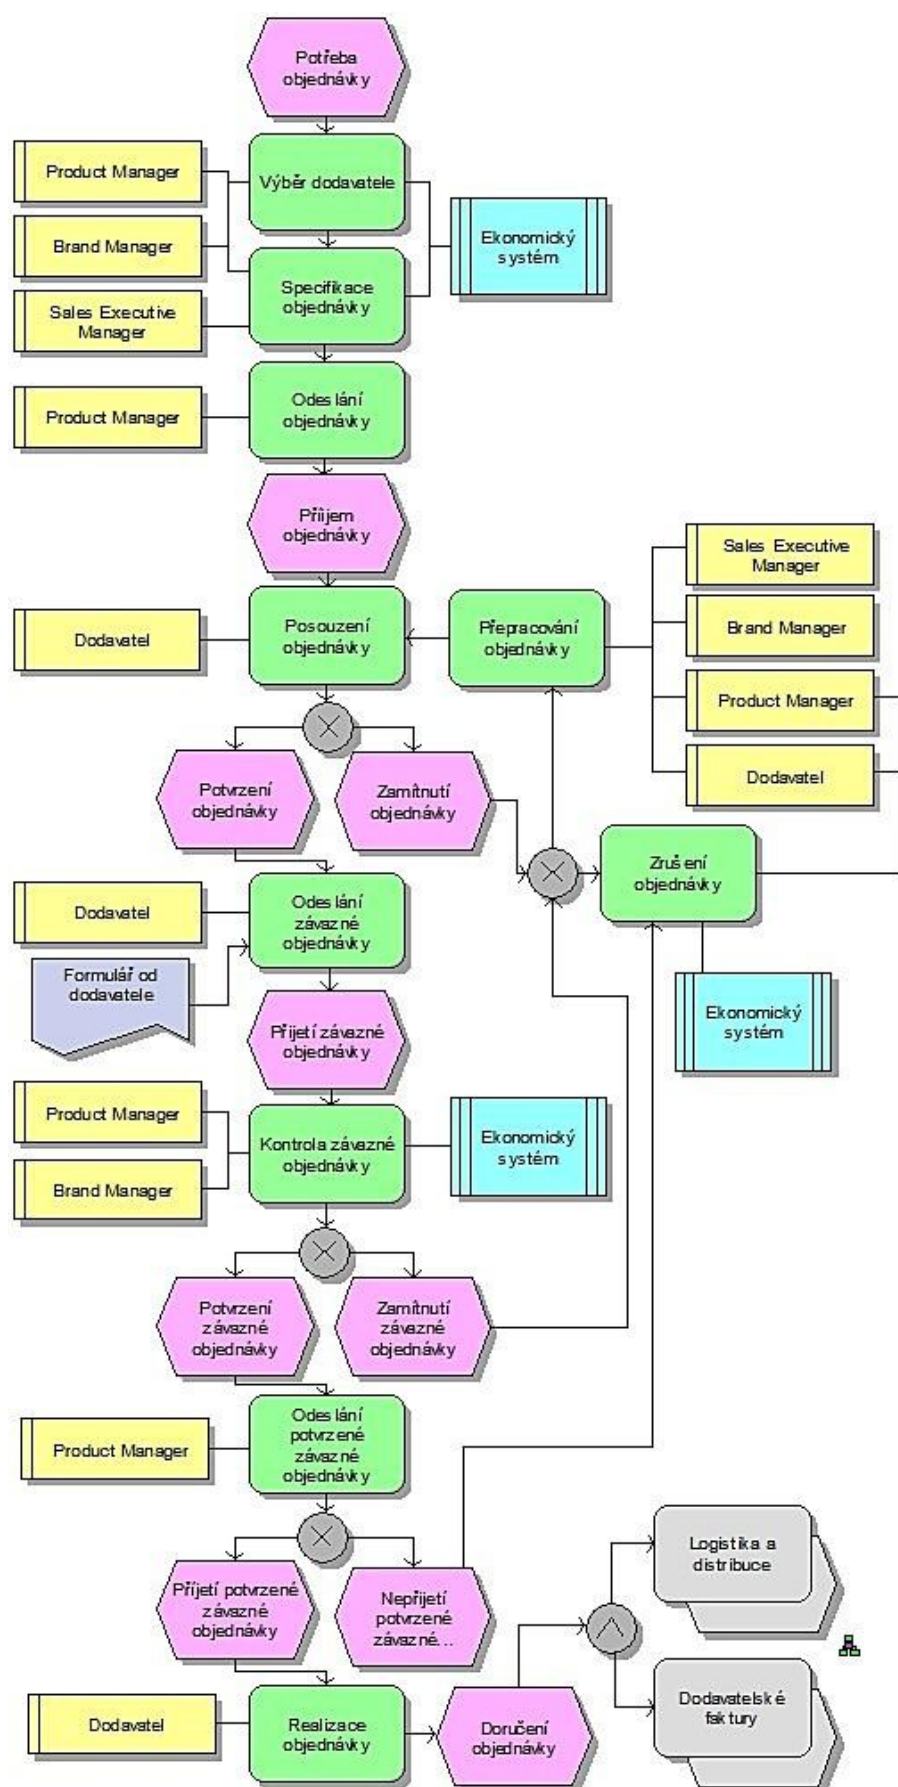 Potřeba
objednávky
Product Manager
Výběr dodavatele
Brand Manager
Ekonomický
systém
Specifikace
objednávky
Sales Executive
Manager
Product Manager
Odeslání
objednávky
Příijem
objednávky
Sales Executive
Manager
Dodavatel
Posouzení
objednávky
Přepracování
objednávky
Brand Manager
Product Manager
Dodavatel
Potvrzení
objednávky
Zamítnutí
objednávky
Zrušení
objednávky
Dodavatel
Odeslání
závazné
objednávky
Formulář od
dodavatele
Přijetí závazné
objednávky
Ekonomický
systém
Product Manager
Kontrola závazné
objednávky
Ekonomický
systém
Brand Manager
Potvrzení
závazné
objednávky
Zamítnutí
závazné
objednávky
Product Manager
Odeslání
potvrzené
závazné
objednávky
Příjetí potvrzené
závazné
objednávky
Nepřijetí
potvrzené
závazné...
Logistika a
distribuce
Dodavatel
Realizace
objednávky
Doručení
objednávky
Dodavatelské
faktury